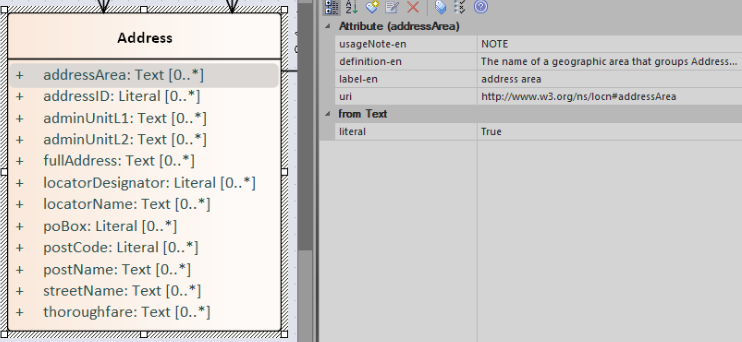 Address
+ addressArea: Text [0..*]
+ addressID: Literal [0..*]
+ adminUnitL1: Text [0..*]
+ adminUnitL2: Text [0..*]
+ fullAddress: Text [0..*]
+ locatorDesignator: Literal [0..*]
+ locatorName: Text [0..*]
+ poBox: Literal [0..*]
+ postCode: Literal [0..*]
+ postName: Text [0..*]
+ streetName: Text [0..*]
+ thoroughfare: Text [0..*]
Attribute (addressArea)
usageNote-en NOTE
definition-en The name of a geographic area that groups Address...
label-en address area
uri http://www.w3.org/ns/locn#addressArea
from Text
literal True